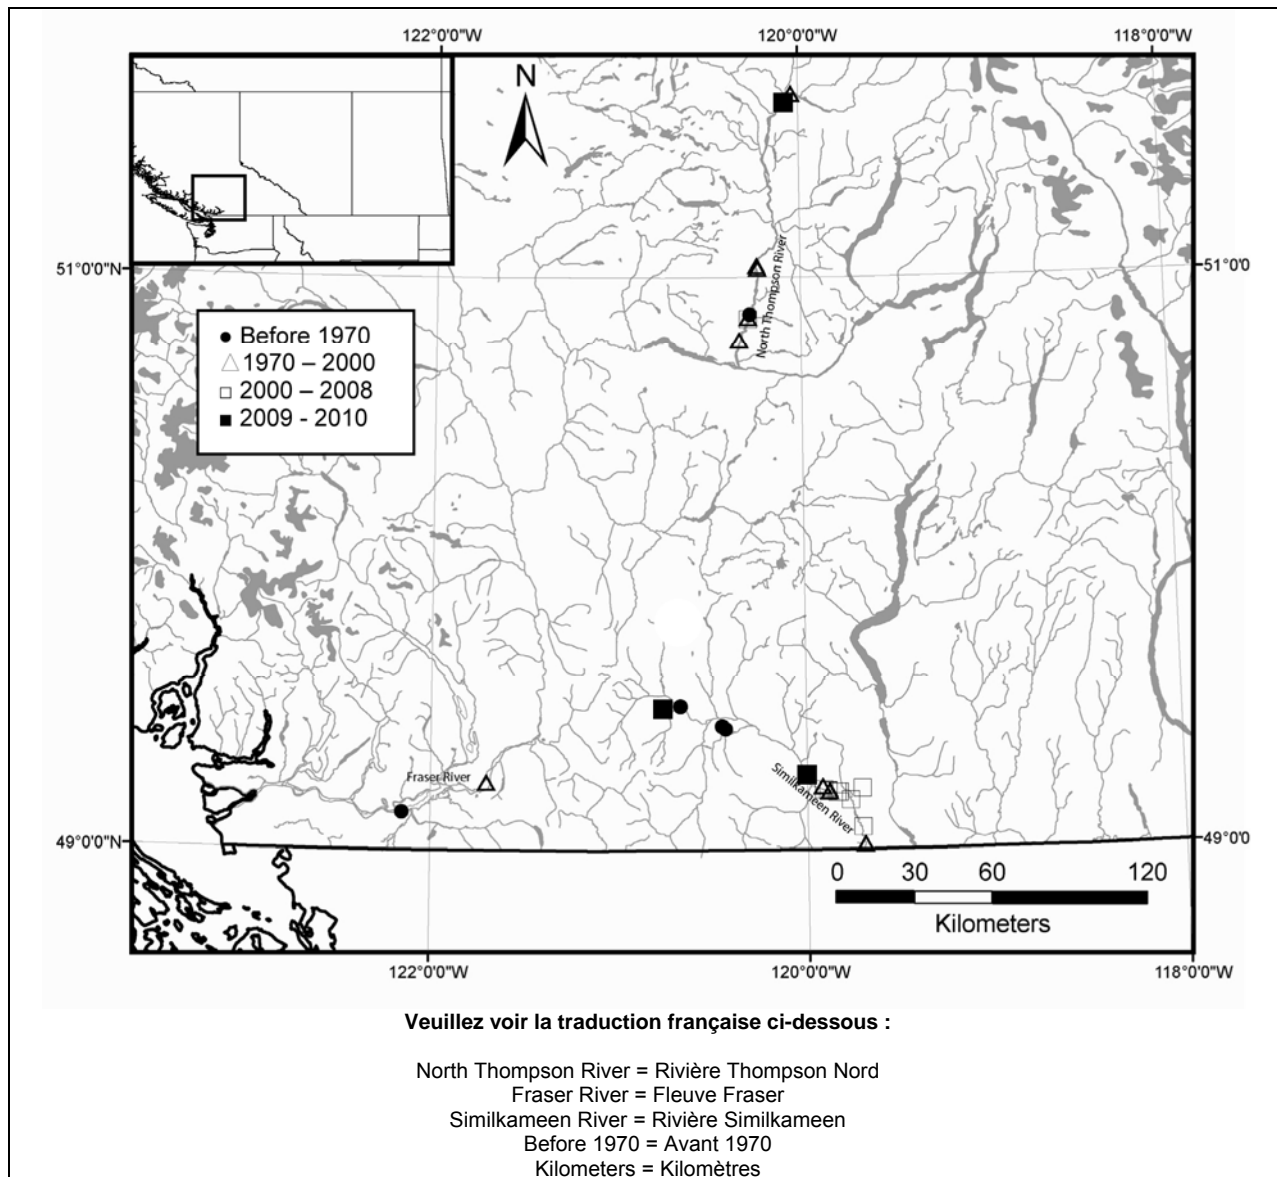 122°0'0"W
120°0'0"W
118°0'0"W
N
51°0'0"N
51°0'0
North Thompson River
Before 1970
1970 – 2000
2000 – 2008
2009 - 2010
Fraser River
Similkameen River
49°0'0"N
49°0'0
0 30 60 120
Kilometers
122°0'0"W
120°0'0"W
118°0'0"W
Veuillez voir la traduction française ci-dessous :
North Thompson River = Rivière Thompson Nord
Fraser River = Fleuve Fraser
Similkameen River = Rivière Similkameen
Before 1970 = Avant 1970
Kilometers = Kilomètres